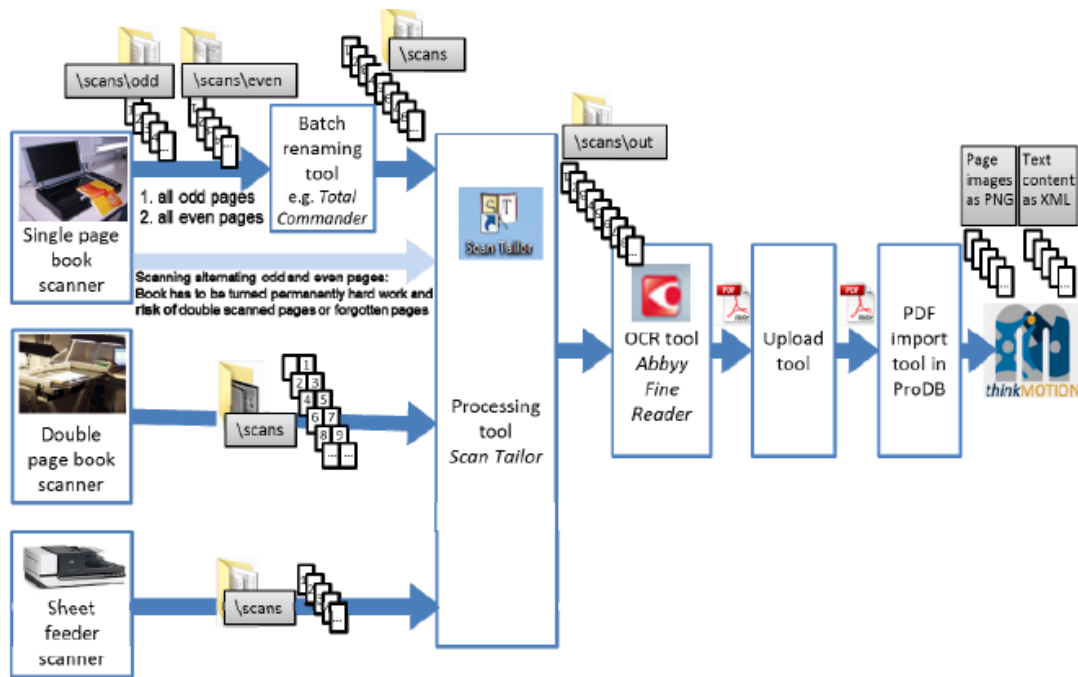 \scans\odd
\scans\even
\scans
Single page
book
scanner
1. all odd pages
2. all even pages
Batch
renaming
tool
e.g. Total
Commander
Scanning alternating odd and even pages:
Book has to be turned permanently hard work and
risk of double scanned pages or forgotten pages
Double
page book
scanner
\scans
1
2 3
4 5
6 7
8 9
... ...
Sheet
feeder
scanner
\scans
S T
Scan Tailor
Processing
tool
Scan Tailor
\scans\out
OCR tool
Abbyy
Fine
Reader
PDF
Upload
tool
PDF
PDF
import
tool in
ProDB
Page
images
as PNG
Text
content
as XML
thinkMOTION